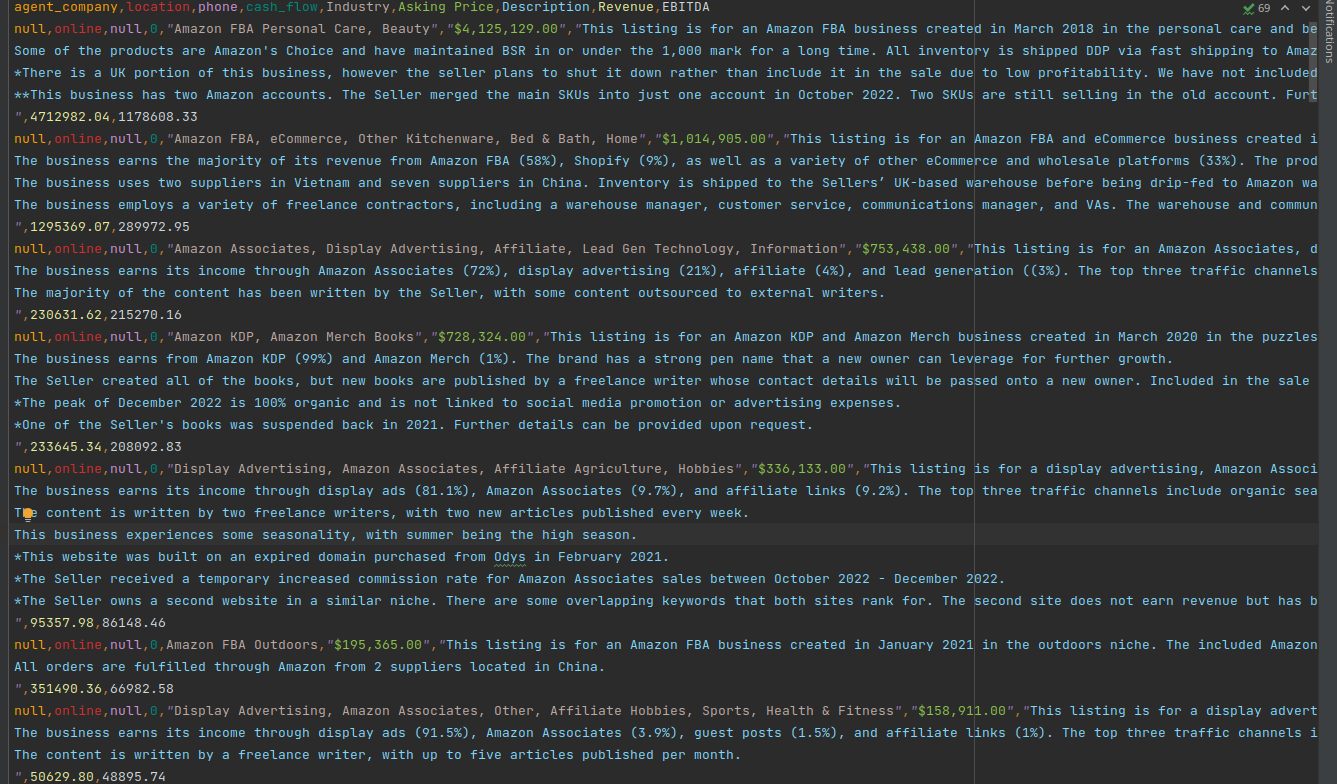 agent_company,location,phone,cash_flow,Industry,Asking Price,Description,Revenue,EBITDA
69
Notifications
null,online,null,0,"Amazon FBA Personal Care, Beauty","$4,125,129.00","This listing is for an Amazon FBA business created in March 2018 in the personal care and be
Some of the products are Amazon's Choice and have maintained BSR in or under the 1,000 mark for a long time. All inventory is shipped DDP via fast shipping to Amaz
*There is a UK portion of this business, however the seller plans to shut it down rather than include it in the sale due to low profitability. We have not included
**This business has two Amazon accounts. The Seller merged the main SKUs into just one account in October 2022. Two SKUs are still selling in the old account. Furt
",4712982.04,1178608.33
null,online,null,0,"Amazon FBA, eCommerce, Other Kitchenware, Bed & Bath, Home","$1,014,905.00","This listing is for an Amazon FBA and eCommerce business created i
The business earns the majority of its revenue from Amazon FBA (58%), Shopify (9%), as well as a variety of other eCommerce and wholesale platforms (33%). The prod
The business uses two suppliers in Vietnam and seven suppliers in China. Inventory is shipped to the Sellers’ UK-based warehouse before being drip-fed to Amazon wa
The business employs a variety of freelance contractors, including a warehouse manager, customer service, communications manager, and VAs. The warehouse and commun
",1295369.07,289972.95
null,online,null,0,"Amazon Associates, Display Advertising, Affiliate, Lead Gen Technology, Information","$753,438.00","This listing is for an Amazon Associates, d
The business earns its income through Amazon Associates (72%), display advertising (21%), affiliate (4%), and lead generation ((3%). The top three traffic channels
The majority of the content has been written by the Seller, with some content outsourced to external writers.
",230631.62,215270.16
null,online,null,0,"Amazon KDP, Amazon Merch Books","$728,324.00","This listing is for an Amazon KDP and Amazon Merch business created in March 2020 in the puzzles
The business earns from Amazon KDP (99%) and Amazon Merch (1%). The brand has a strong pen name that a new owner can leverage for further growth.
The Seller created all of the books, but new books are published by a freelance writer whose contact details will be passed onto a new owner. Included in the sale
*The peak of December 2022 is 100% organic and is not linked to social media promotion or advertising expenses.
*One of the Seller's books was suspended back in 2021. Further details can be provided upon request.
",233645.34,208092.83
null,online,null,0,"Display Advertising, Amazon Associates, Affiliate Agriculture, Hobbies","$336,133.00","This listing is for a display advertising, Amazon Associ
The business earns its income through display ads (81.1%), Amazon Associates (9.7%), and affiliate links (9.2%). The top three traffic channels include organic sea
The content is written by two freelance writers, with two new articles published every week.
This business experiences some seasonality, with summer being the high season.
*This website was built on an expired domain purchased from Odys in February 2021.
*The Seller received a temporary increased commission rate for Amazon Associates sales between October 2022 - December 2022.
*The Seller owns a second website in a similar niche. There are some overlapping keywords that both sites rank for. The second site does not earn revenue but has b
",95357.98,86148.46
null,online,null,0,Amazon FBA Outdoors,"$195,365.00","This listing is for an Amazon FBA business created in January 2021 in the outdoors niche. The included Amazon
All orders are fulfilled through Amazon from 2 suppliers located in China.
",351490.36,66982.58
null,online,null,0,"Display Advertising, Amazon Associates, Other, Affiliate Hobbies, Sports, Health & Fitness","$158,911.00","This listing is for a display advert
The business earns its income through display ads (91.5%), Amazon Associates (3.9%), guest posts (1.5%), and affiliate links (1%). The top three traffic channels i
The content is written by a freelance writer, with up to five articles published per month.
",50629.80,48895.74